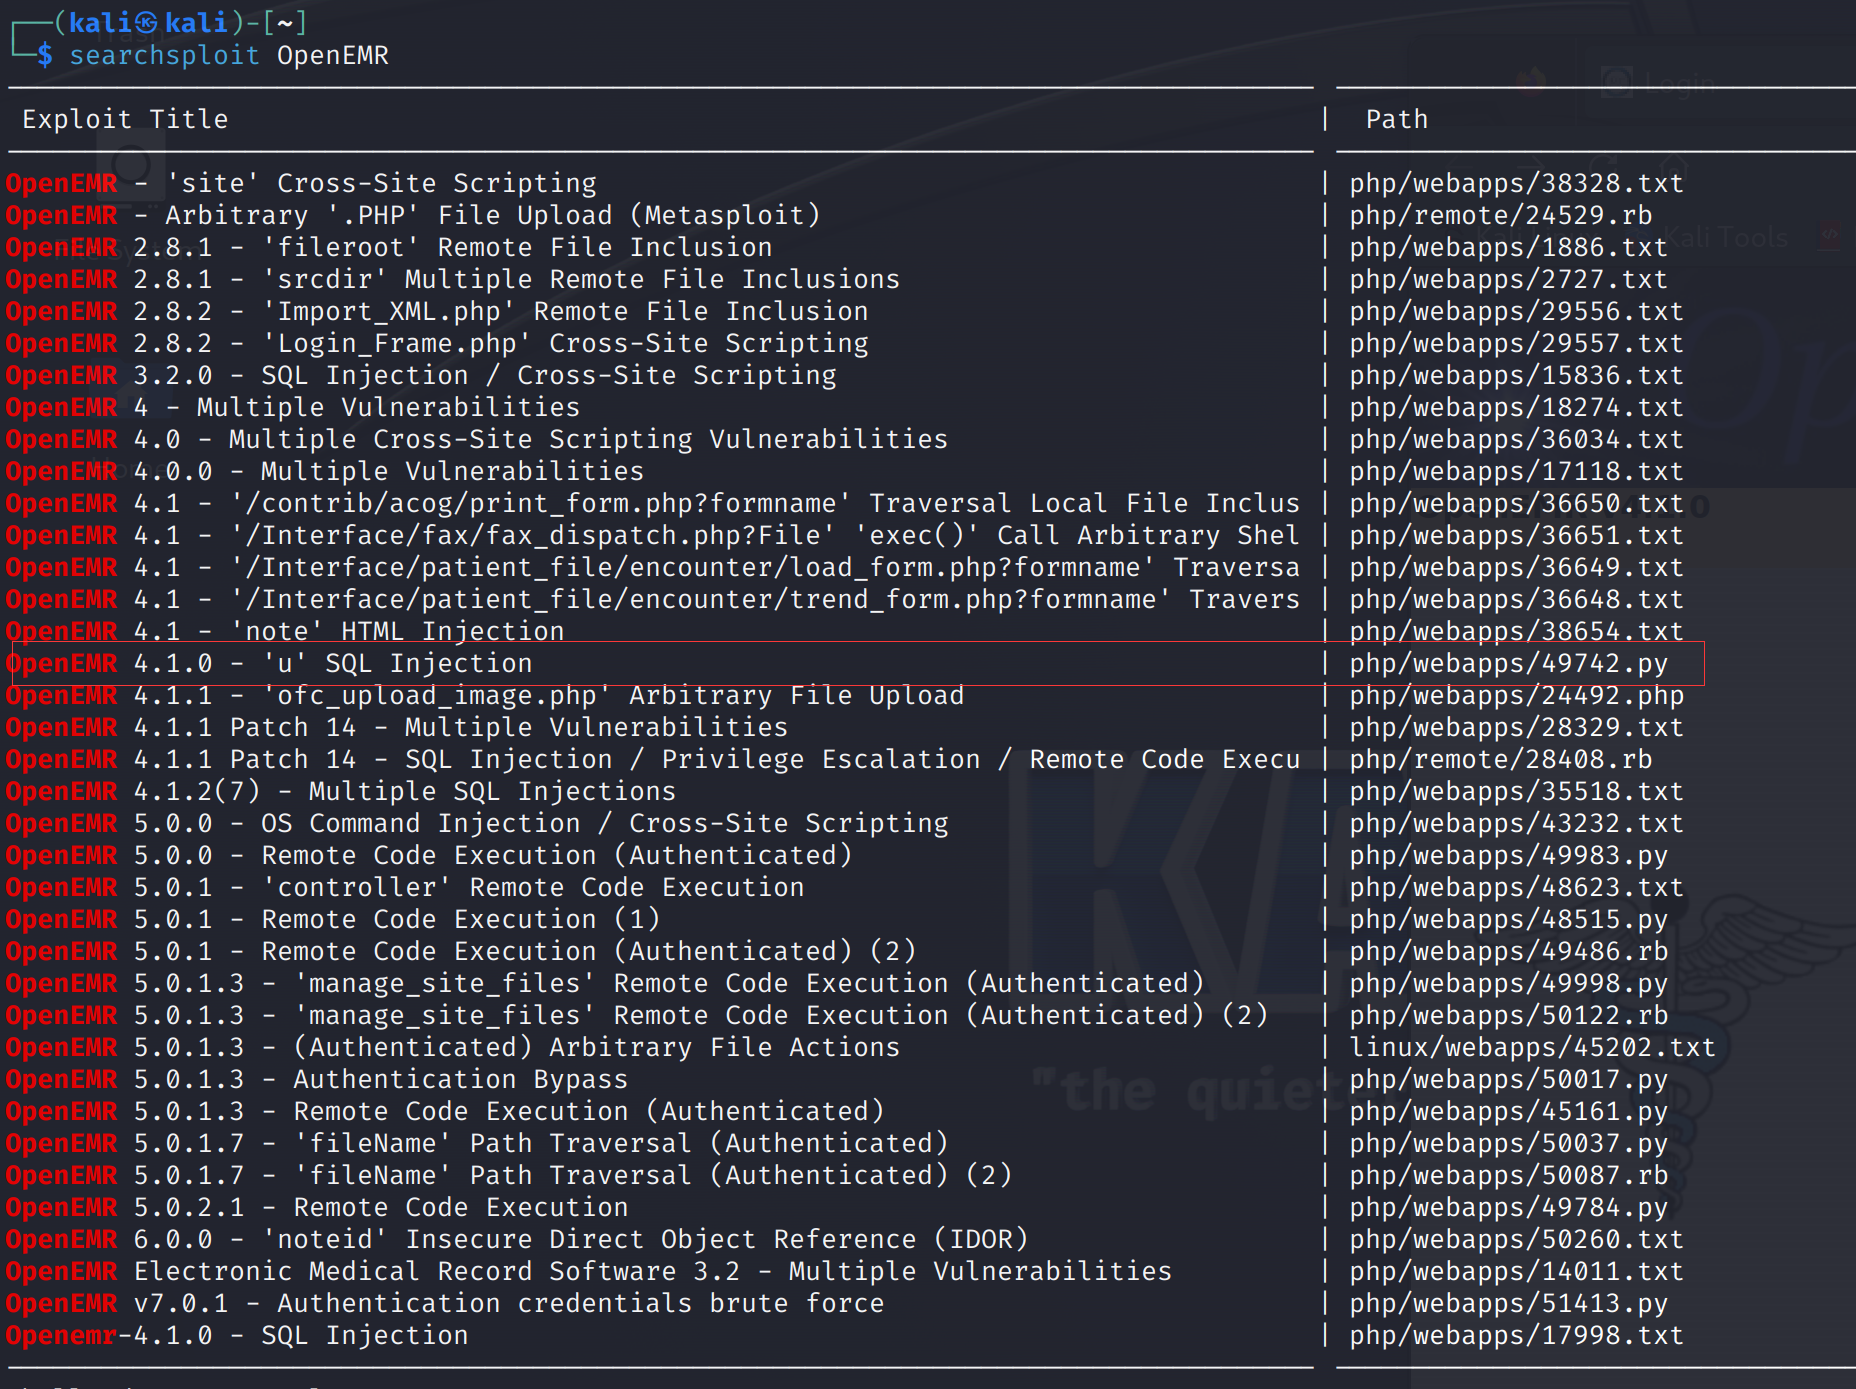 (kali㉿kali)-[~]
$ searchsploit OpenEMR
Exploit Title | Path
OpenEMR - 'site' Cross-Site Scripting | php/webapps/38328.txt
OpenEMR - Arbitrary '.PHP' File Upload (Metasploit) | php/remote/24529.rb
OpenEMR 2.8.1 - 'fileroot' Remote File Inclusion | php/webapps/1886.txt
OpenEMR 2.8.1 - 'srcdir' Multiple Remote File Inclusions | php/webapps/2727.txt
OpenEMR 2.8.2 - 'Import_XML.php' Remote File Inclusion | php/webapps/29556.txt
OpenEMR 2.8.2 - 'Login_Frame.php' Cross-Site Scripting | php/webapps/29557.txt
OpenEMR 3.2.0 - SQL Injection / Cross-Site Scripting | php/webapps/15836.txt
OpenEMR 4 - Multiple Vulnerabilities | php/webapps/18274.txt
OpenEMR 4.0 - Multiple Cross-Site Scripting Vulnerabilities | php/webapps/36034.txt
OpenEMR 4.0.0 - Multiple Vulnerabilities | php/webapps/17118.txt
OpenEMR 4.1 - '/contrib/acog/print_form.php?formname' Traversal Local File Inclus | php/webapps/36650.txt
OpenEMR 4.1 - '/Interface/fax/fax_dispatch.php?File' 'exec()' Call Arbitrary Shel | php/webapps/36651.txt
OpenEMR 4.1 - '/Interface/patient_file/encounter/load_form.php?formname' Traversa | php/webapps/36649.txt
OpenEMR 4.1 - '/Interface/patient_file/encounter/trend_form.php?formname' Travers | php/webapps/36648.txt
OpenEMR 4.1 - 'note' HTML Injection | php/webapps/38654.txt
OpenEMR 4.1.0 - 'u' SQL Injection | php/webapps/49742.py
OpenEMR 4.1.1 - 'ofc_upload_image.php' Arbitrary File Upload | php/webapps/24492.php
OpenEMR 4.1.1 Patch 14 - Multiple Vulnerabilities | php/webapps/28329.txt
OpenEMR 4.1.1 Patch 14 - SQL Injection / Privilege Escalation / Remote Code Execu | php/remote/28408.rb
OpenEMR 4.1.2(7) - Multiple SQL Injections | php/webapps/35518.txt
OpenEMR 5.0.0 - OS Command Injection / Cross-Site Scripting | php/webapps/43232.txt
OpenEMR 5.0.0 - Remote Code Execution (Authenticated) | php/webapps/49983.py
OpenEMR 5.0.1 - 'controller' Remote Code Execution | php/webapps/48623.txt
OpenEMR 5.0.1 - Remote Code Execution (1) | php/webapps/48515.py
OpenEMR 5.0.1 - Remote Code Execution (Authenticated) (2) | php/webapps/49486.rb
OpenEMR 5.0.1.3 - 'manage_site_files' Remote Code Execution (Authenticated) | php/webapps/49998.py
OpenEMR 5.0.1.3 - 'manage_site_files' Remote Code Execution (Authenticated) (2) | php/webapps/50122.rb
OpenEMR 5.0.1.3 - (Authenticated) Arbitrary File Actions | linux/webapps/45202.txt
OpenEMR 5.0.1.3 - Authentication Bypass | php/webapps/50017.py
OpenEMR 5.0.1.3 - Remote Code Execution (Authenticated) | php/webapps/45161.py
OpenEMR 5.0.1.7 - 'fileName' Path Traversal (Authenticated) | php/webapps/50037.py
OpenEMR 5.0.1.7 - 'fileName' Path Traversal (Authenticated) (2) | php/webapps/50087.rb
OpenEMR 5.0.2.1 - Remote Code Execution | php/webapps/49784.py
OpenEMR 6.0.0 - 'noteid' Insecure Direct Object Reference (IDOR) | php/webapps/50260.txt
OpenEMR Electronic Medical Record Software 3.2 - Multiple Vulnerabilities | php/webapps/14011.txt
OpenEMR v7.0.1 - Authentication credentials brute force | php/webapps/51413.py
Openemr-4.1.0 - SQL Injection | php/webapps/17998.txt
Login
Kali Tools
"the quiete